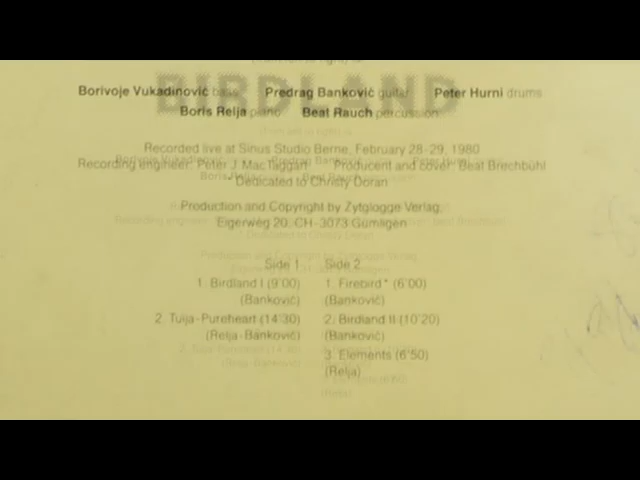 BIRDLAND
Borivoje Vukadinović bass Predrag Banković guitar Peter Hurni drums
Boris Relja piano Beat Rauch percussion
Recorded live at Sinus Studio Berne, February 28-29, 1980
Recording engineer: Peter J. MacTaggart Producent and cover: Beat Brechbühl
* Dedicated to Christy Doran
Production and Copyright by Zytglogge Verlag,
Eigerweg 20, CH-3073 Gümligen
Side 1 Side 2
1. Birdland I (9'00) 1. Firebird * (6'00)
(Banković) (Banković)
2. Tuija-Pureheart (14'30) 2. Birdland II (10'20)
(Relja-Banković) (Banković)
3. Elements (6'50)
(Relja)